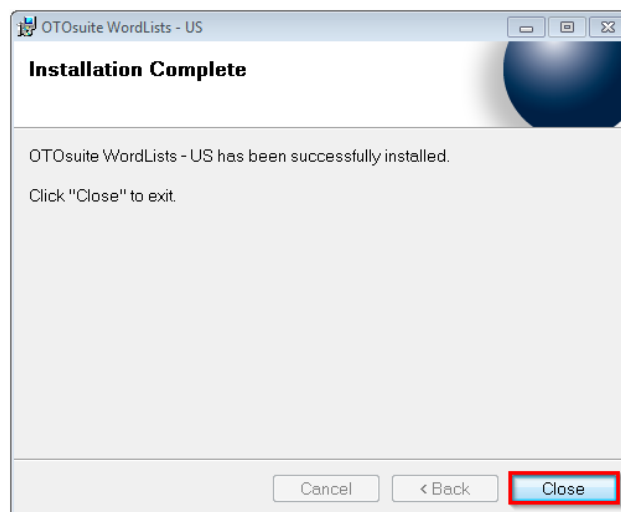 OTOsuite WordLists - US
Installation Complete
OTOsuite WordLists - US has been successfully installed.
Click "Close" to exit.
Cancel
< Back
Close